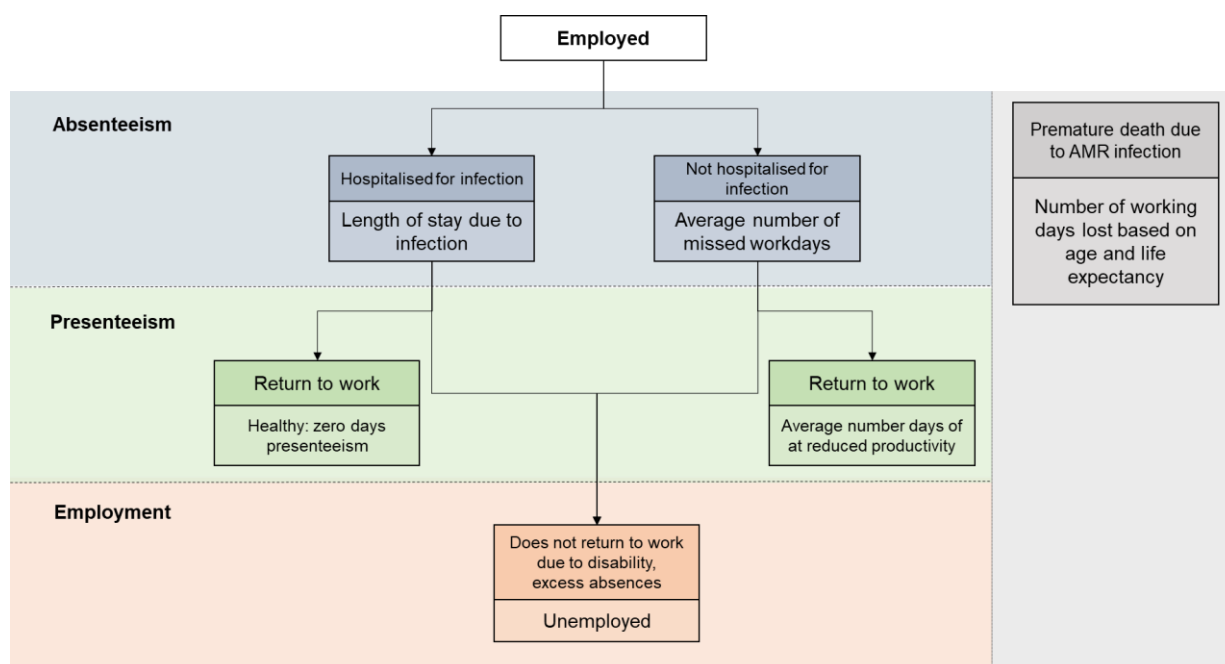 Employed
Absenteeism
Hospitalised for infection
Length of stay due to
infection
Not hospitalised for
infection
Average number of
missed workdays
Premature death due
to AMR infection
Number of working
days lost based on
age and life
expectancy
Presenteeism
Return to work
Healthy: zero days
presenteeism
Return to work
Average number days of
at reduced productivity
Employment
Does not return to work
due to disability,
excess absences
Unemployed